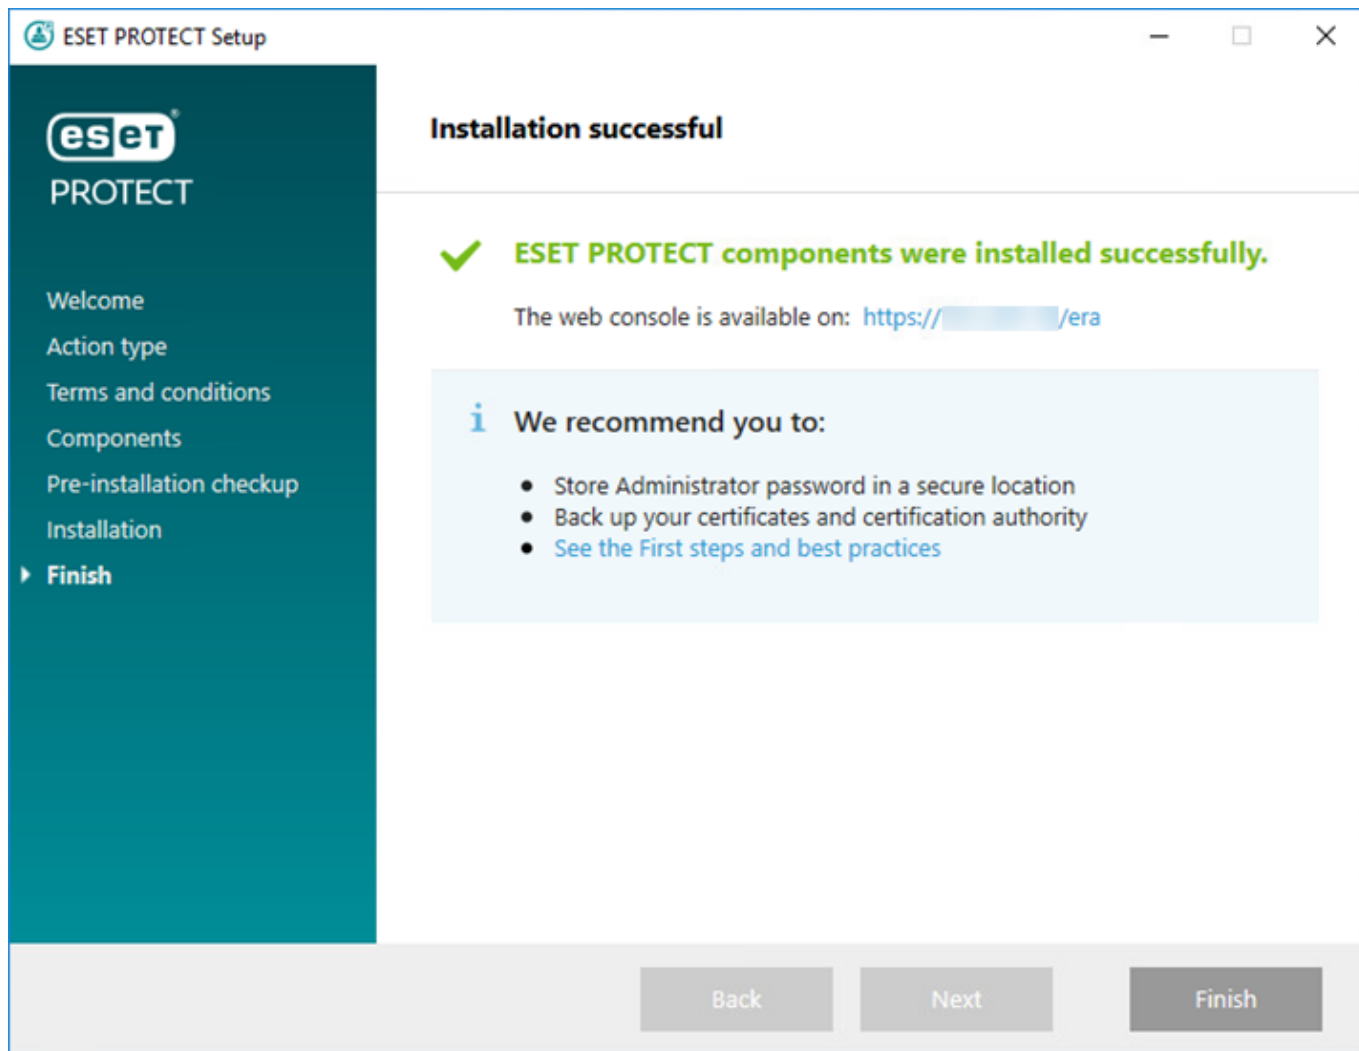 ESET PROTECT Setup
eset®
PROTECT
Welcome
Action type
Terms and conditions
Components
Pre-installation checkup
Installation
Finish
Installation successful
ESET PROTECT components were installed successfully.
The web console is available on: https:// /era
i We recommend you to:
• Store Administrator password in a secure location
• Back up your certificates and certification authority
• See the First steps and best practices
Back
Next
Finish